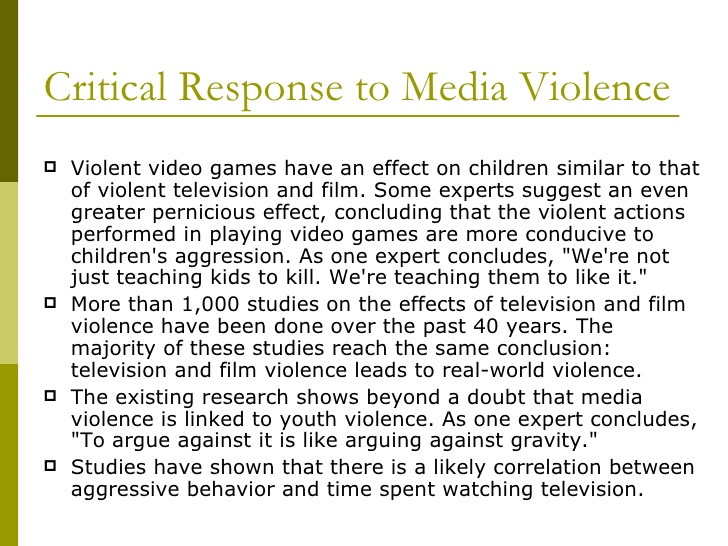 Critical Response to Media Violence
Violent video games have an effect on children similar to that
of violent television and film. Some experts suggest an even
greater pernicious effect, concluding that the violent actions
performed in playing video games are more conducive to
children's aggression. As one expert concludes, "We're not
just teaching kids to kill. We're teaching them to like it."
More than 1,000 studies on the effects of television and film
violence have been done over the past 40 years. The
majority of these studies reach the same conclusion:
television and film violence leads to real-world violence.
The existing research shows beyond a doubt that media
violence is linked to youth violence. As one expert concludes,
"To argue against it is like arguing against gravity."
Studies have shown that there is a likely correlation between
aggressive behavior and time spent watching television.